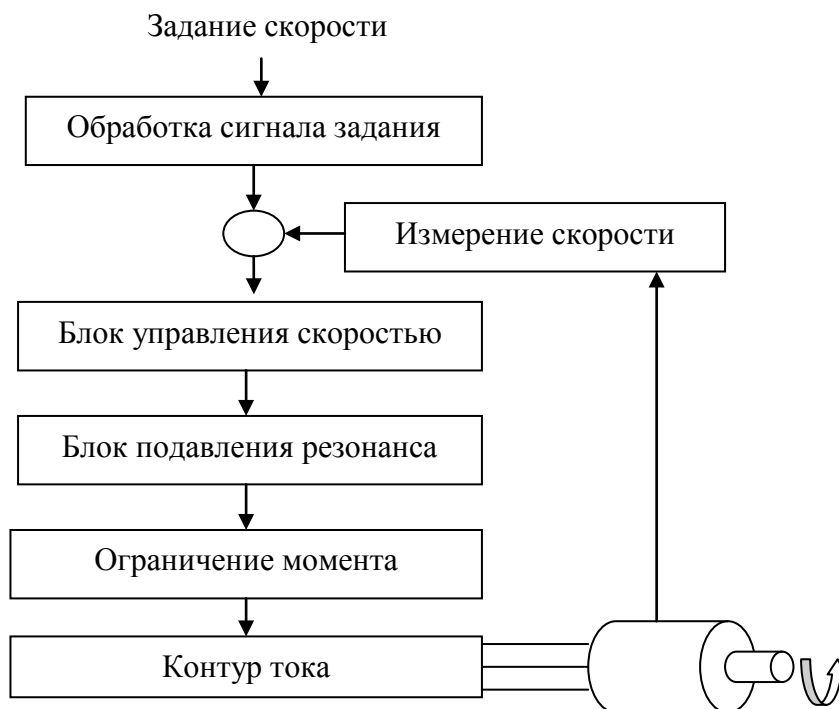 Задание скорости
Обработка сигнала задания
Измерение скорости
Блок управления скоростью
Блок подавления резонанса
Ограничение момента
Контур тока